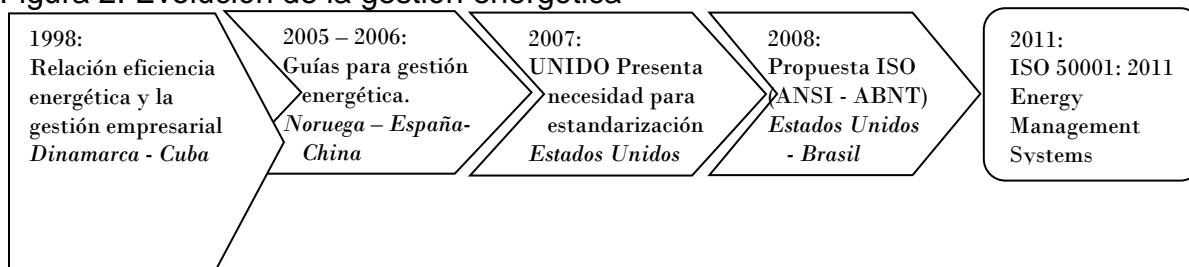 Figura 2. Evolución de la gestión energética
1998:
Relación eficiencia
energética y la
gestión empresarial
Dinamarca - Cuba
2005 – 2006:
Guías para gestión
energética.
Noruega – España-
China
2007:
UNIDO Presenta
necesidad para
estandarización
Estados Unidos
2008:
Propuesta ISO
(ANSI - ABNT)
Estados Unidos
- Brasil
2011:
ISO 50001: 2011
Energy
Management
Systems